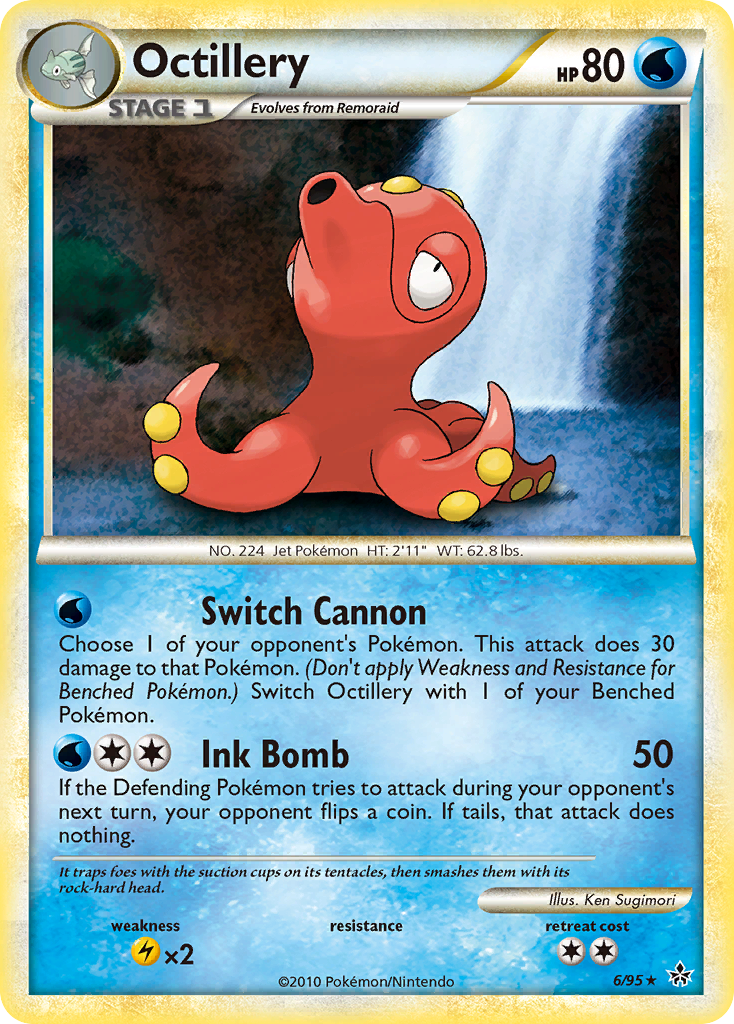 Octillery
HP 80
STAGE 1
Evolves from Remoraid
NO. 224 Jet Pokémon HT: 2'11" WT: 62.8 lbs.
Switch Cannon
Choose 1 of your opponent's Pokémon. This attack does 30
damage to that Pokémon. (Don't apply Weakness and Resistance for
Benched Pokémon.) Switch Octillery with 1 of your Benched
Pokémon.
Ink Bomb 50
If the Defending Pokémon tries to attack during your opponent's
next turn, your opponent flips a coin. If tails, that attack does
nothing.
It traps foes with the suction cups on its tentacles, then smashes them with its
rock-hard head.
Illus. Ken Sugimori
weakness resistance retreat cost
×2
©2010 Pokémon/Nintendo
6/95 ★